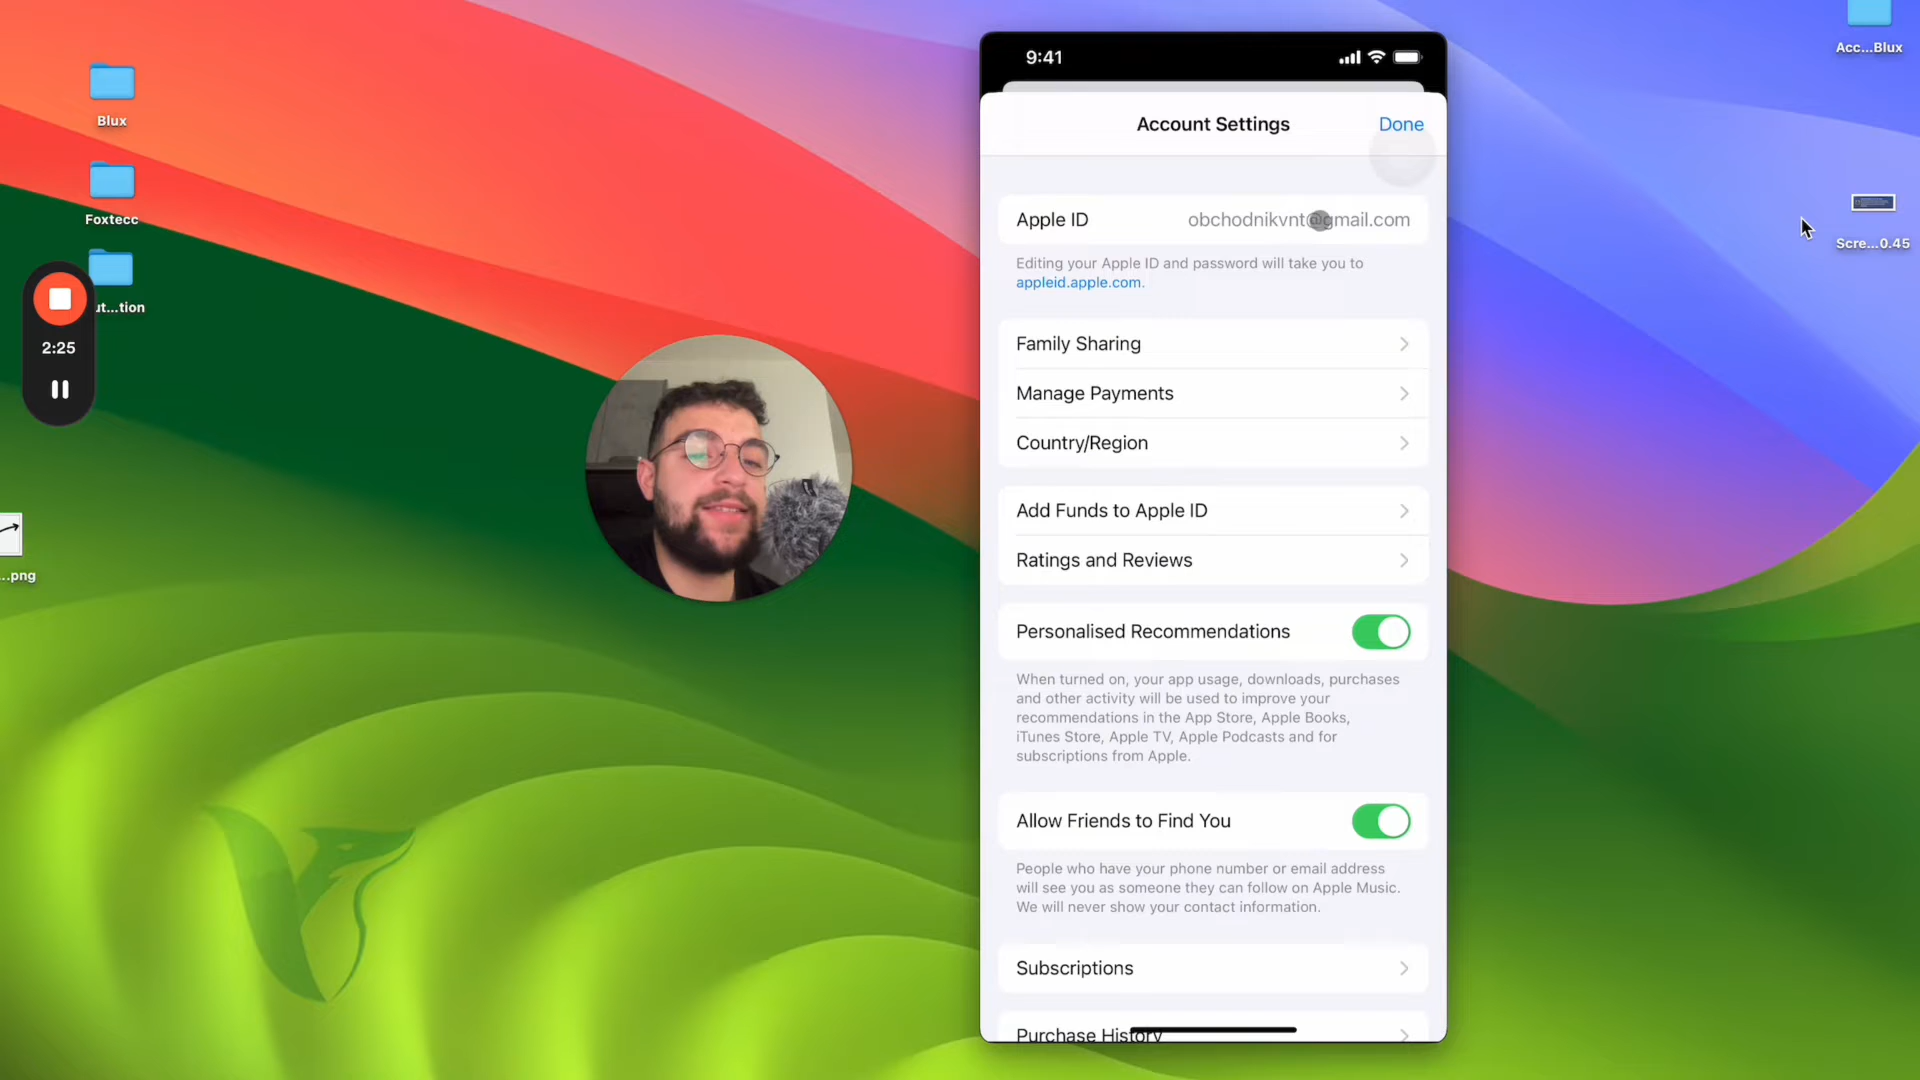 Blux
Foxtecc
ut...tion
2:25
...png
9:41
Account Settings
Done
Apple ID
obchodnikvnt@gmail.com
Editing your Apple ID and password will take you to
appleid.apple.com.
Family Sharing
Manage Payments
Country/Region
Add Funds to Apple ID
Ratings and Reviews
Personalised Recommendations
When turned on, your app usage, downloads, purchases
and other activity will be used to improve your
recommendations in the App Store, Apple Books,
iTunes Store, Apple TV, Apple Podcasts and for
subscriptions from Apple.
Allow Friends to Find You
People who have your phone number or email address
will see you as someone they can follow on Apple Music.
We will never show your contact information.
Subscriptions
Purchase History
Acc...Blux
Scre...0.45